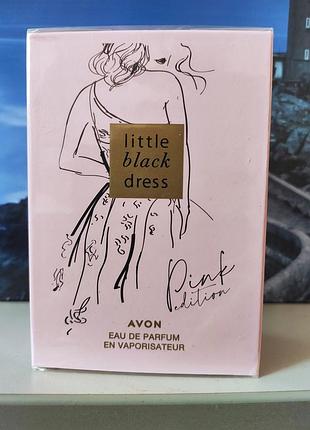 little
black
dress
Pink
edition
AVON
EAU DE PARFUM
EN VAPORISATEUR